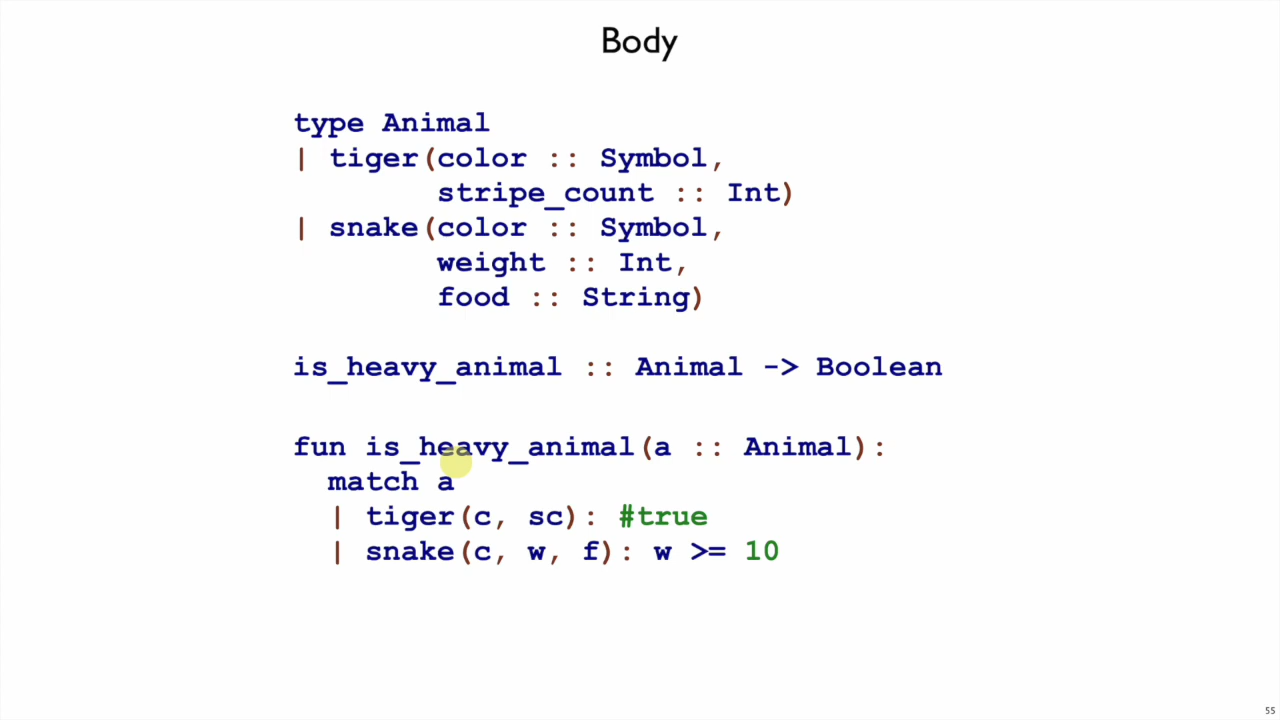 Body
type Animal
| tiger(color :: Symbol,
stripe_count :: Int)
| snake(color :: Symbol,
weight :: Int,
food :: String)
is_heavy_animal :: Animal -> Boolean
fun is_heavy_animal(a :: Animal):
match a
| tiger(c, sc): #true
| snake(c, w, f): w >= 10
55